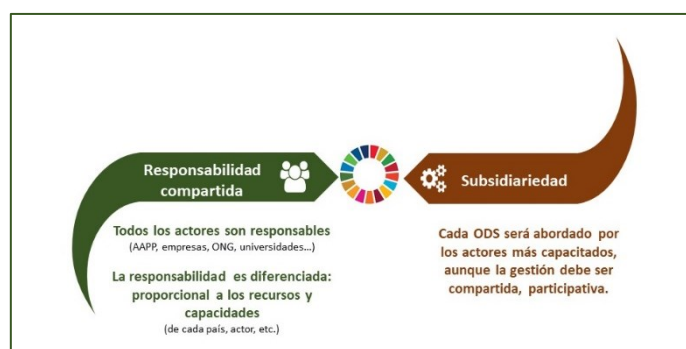 Responsabilidad
compartida
Todos los actores son responsables
(AAPP, empresas, ONG, universidades...)
La responsabilidad es diferenciada:
proporcional a los recursos y
capacidades
(de cada país, actor, etc.)
Subsidiariedad
Cada ODS será abordado por
los actores más capacitados,
aunque la gestión debe ser
compartida, participativa.